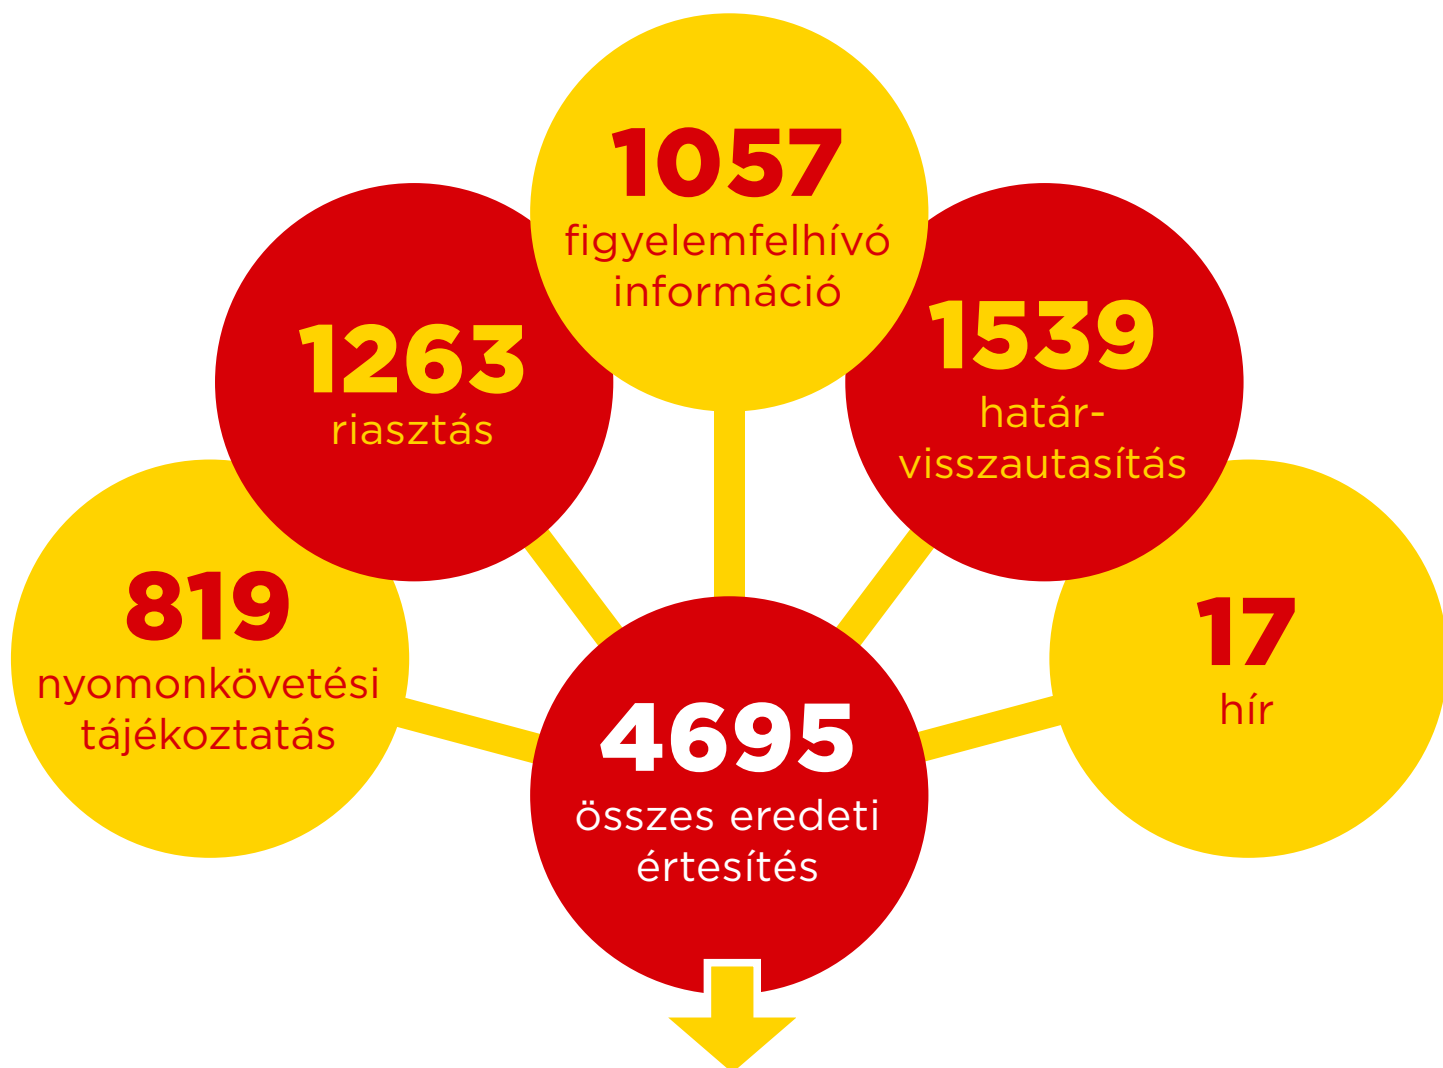 1057
figyelemfelhívó
információ
1263
riasztás
1539
határ-
visszautasítás
819
nyomonkövetési
tájékoztatás
17
hír
4695
összes eredeti
értesítés